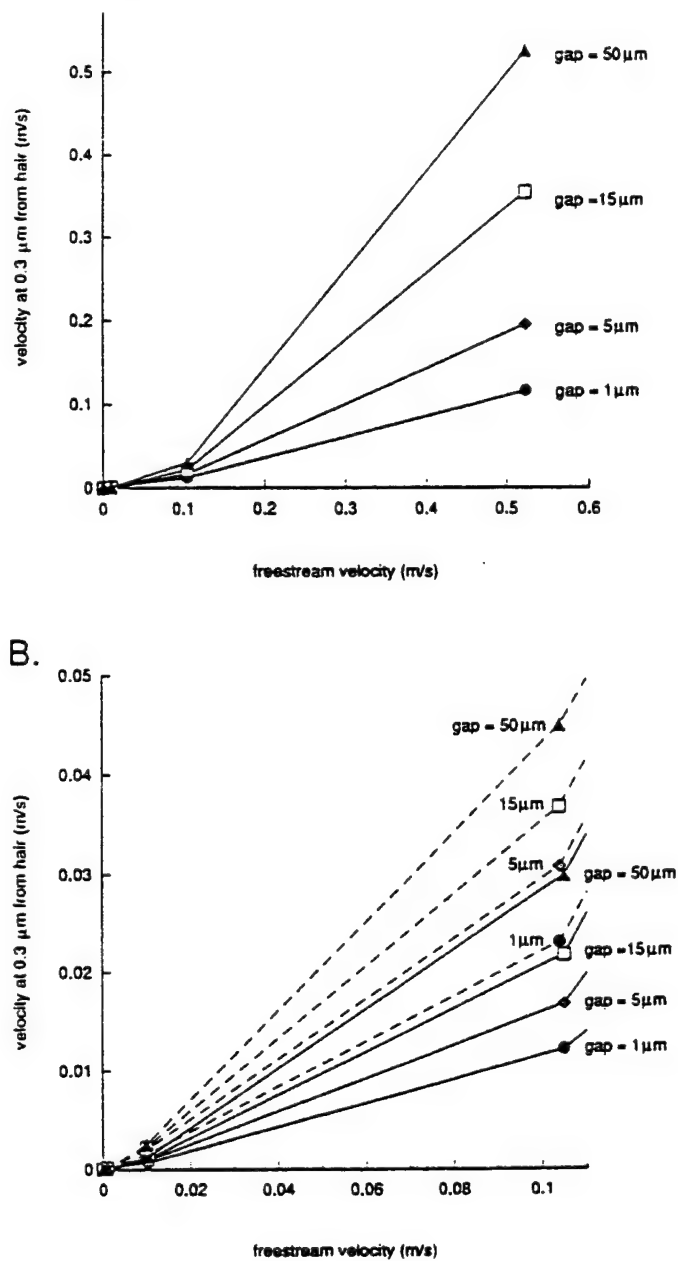 0.5
0.4
0.3
0.2
0.1
0
velocity at 0.3 µm from hair (m/s)
gap = 50µm
gap =15µm
gap = 5µm
gap = 1µm
0 0.1 0.2 0.3 0.4 0.5 0.6
freestream velocity (m/s)
B.
0.05
0.04
0.03
0.02
0.01
0
velocity at 0.3 µm from hair (m/s)
gap = 50µm
15µm
5µm
1µm
gap = 50µm
gap =15µm
gap = 5µm
gap = 1µm
0 0.02 0.04 0.06 0.08 0.1
freestream velocity (m/s)